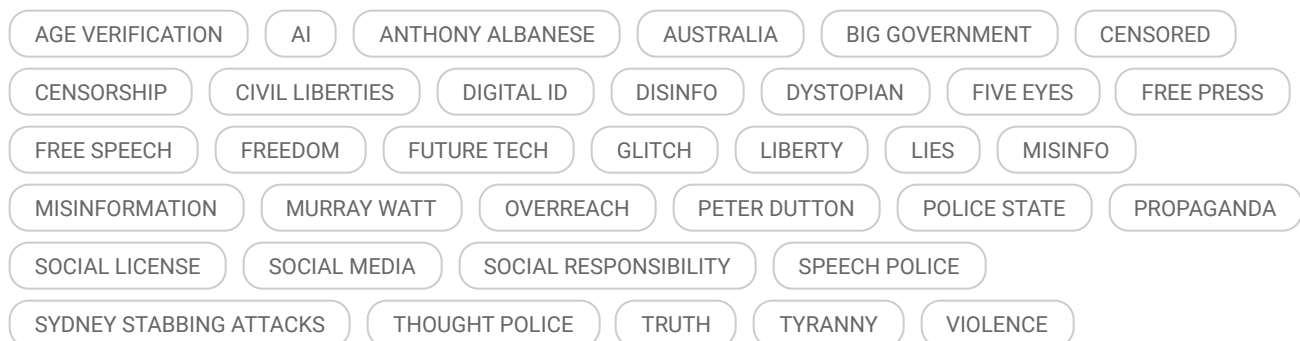 AGE VERIFICATION AI ANTHONY ALBANESE AUSTRALIA BIG GOVERNMENT CENSORED
CENSORSHIP CIVIL LIBERTIES DIGITAL ID DISINFO DYSTOPIAN FIVE EYES FREE PRESS
FREE SPEECH FREEDOM FUTURE TECH GLITCH LIBERTY LIES MISINFO
MISINFORMATION MURRAY WATT OVERREACH PETER DUTTON POLICE STATE PROPAGANDA
SOCIAL LICENSE SOCIAL MEDIA SOCIAL RESPONSIBILITY SPEECH POLICE
SYDNEY STABBING ATTACKS THOUGHT POLICE TRUTH TYRANNY VIOLENCE